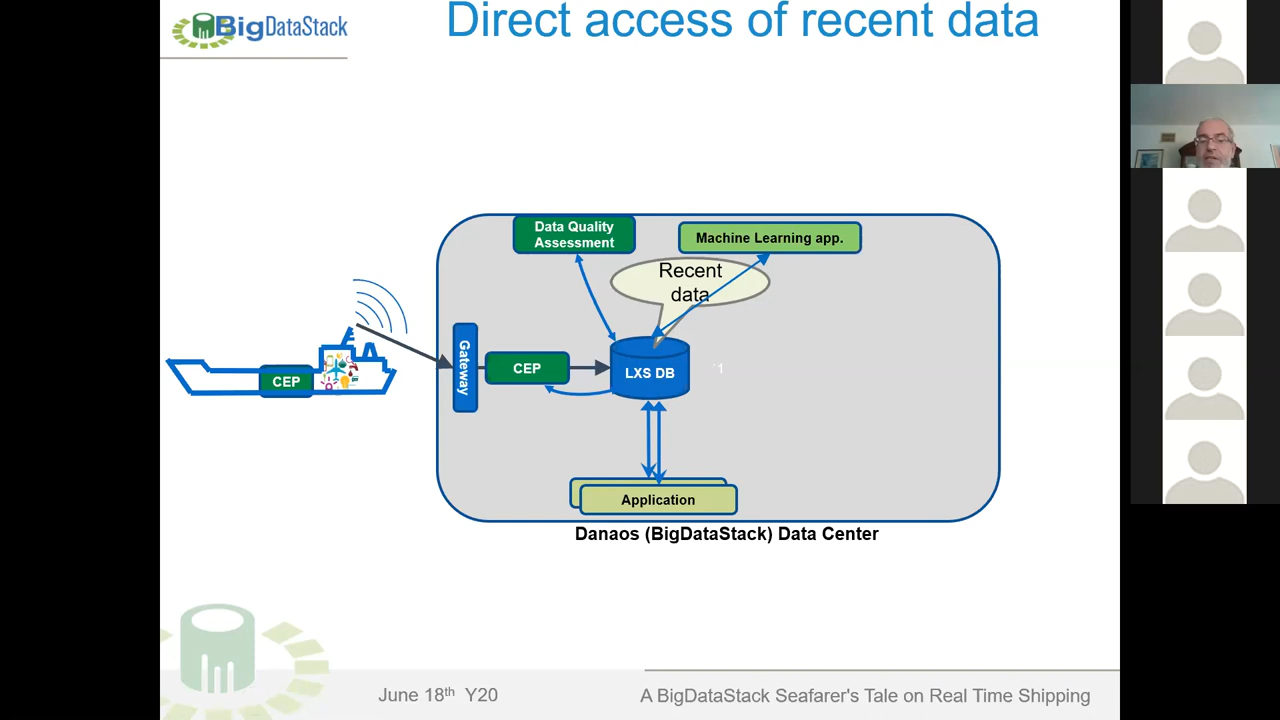 BigDataStack
Direct access of recent data
Data Quality
Assessment
Machine Learning app.
Recent
data
Gateway
CEP
CEP
LXS DB
Application
Danaos (BigDataStack) Data Center
June 18th Y20
A BigDataStack Seafarer's Tale on Real Time Shipping